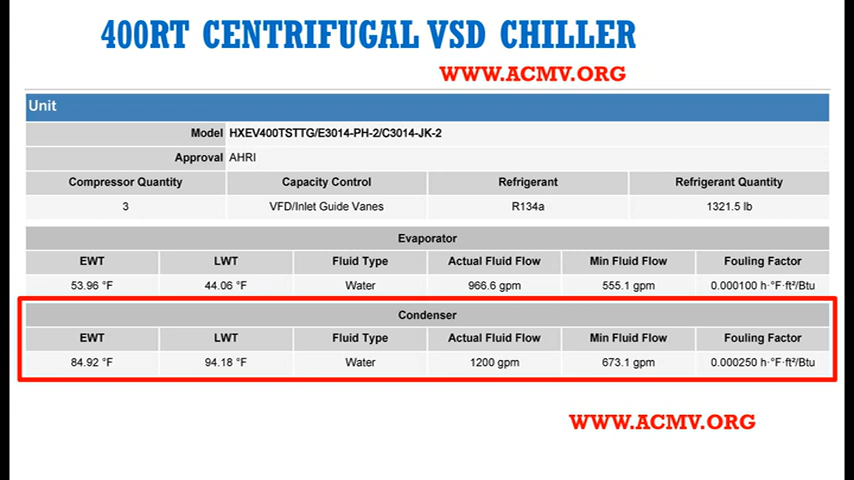 400RT CENTRIFUGAL VSD CHILLER
WWW.ACMV.ORG
Unit
Model HXEV400TSTTG/E3014-PH-2/C3014-JK-2
Approval AHRI
Compressor Quantity Capacity Control Refrigerant Refrigerant Quantity
3 VFD/Inlet Guide Vanes R134a 1321.5 lb
Evaporator
EWT LWT Fluid Type Actual Fluid Flow Min Fluid Flow Fouling Factor
53.96 °F 44.06 °F Water 966.6 gpm 555.1 gpm 0.000100 h·°F·ft²/Btu
Condenser
EWT LWT Fluid Type Actual Fluid Flow Min Fluid Flow Fouling Factor
84.92 °F 94.18 °F Water 1200 gpm 673.1 gpm 0.000250 h·°F·ft²/Btu
WWW.ACMV.ORG